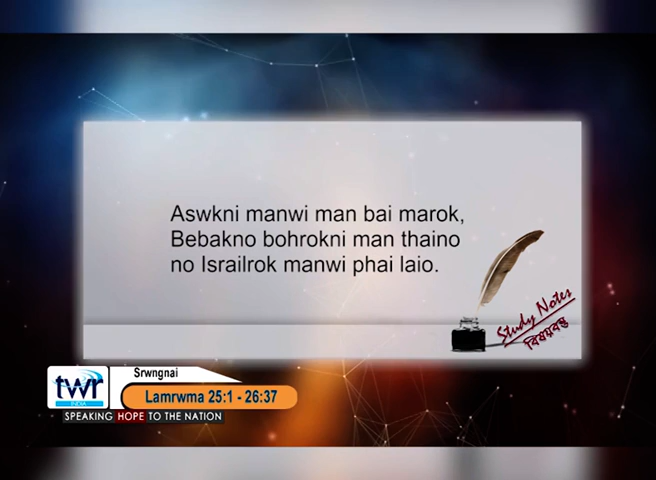 Aswkni manwi man bai marok,
Bebakno bohrokni man thaino
no Israilrok manwi phai laio.
Study Notes
বিষয়বস্তু
twr
INDIA
Srwngnai
Lamrwma 25:1 - 26:37
SPEAKING HOPE TO THE NATION